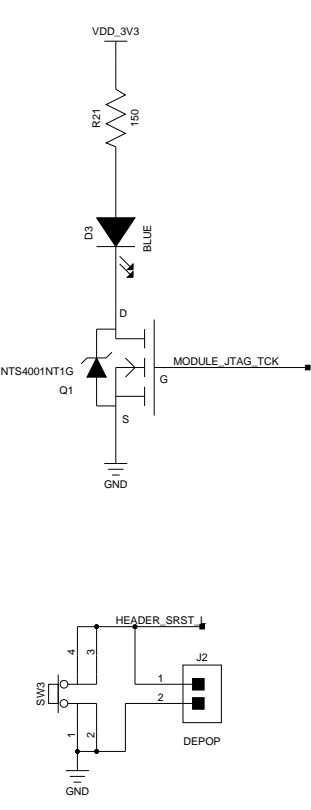 VDD_3V3
R21
150
D3
BLUE
D
MODULE_JTAG_TCK
NTS4001NT1G
G
Q1
S
GND
HEADER_SRST_L
J2
4
3
1
SW3
2
1
2
DEPOP
GND